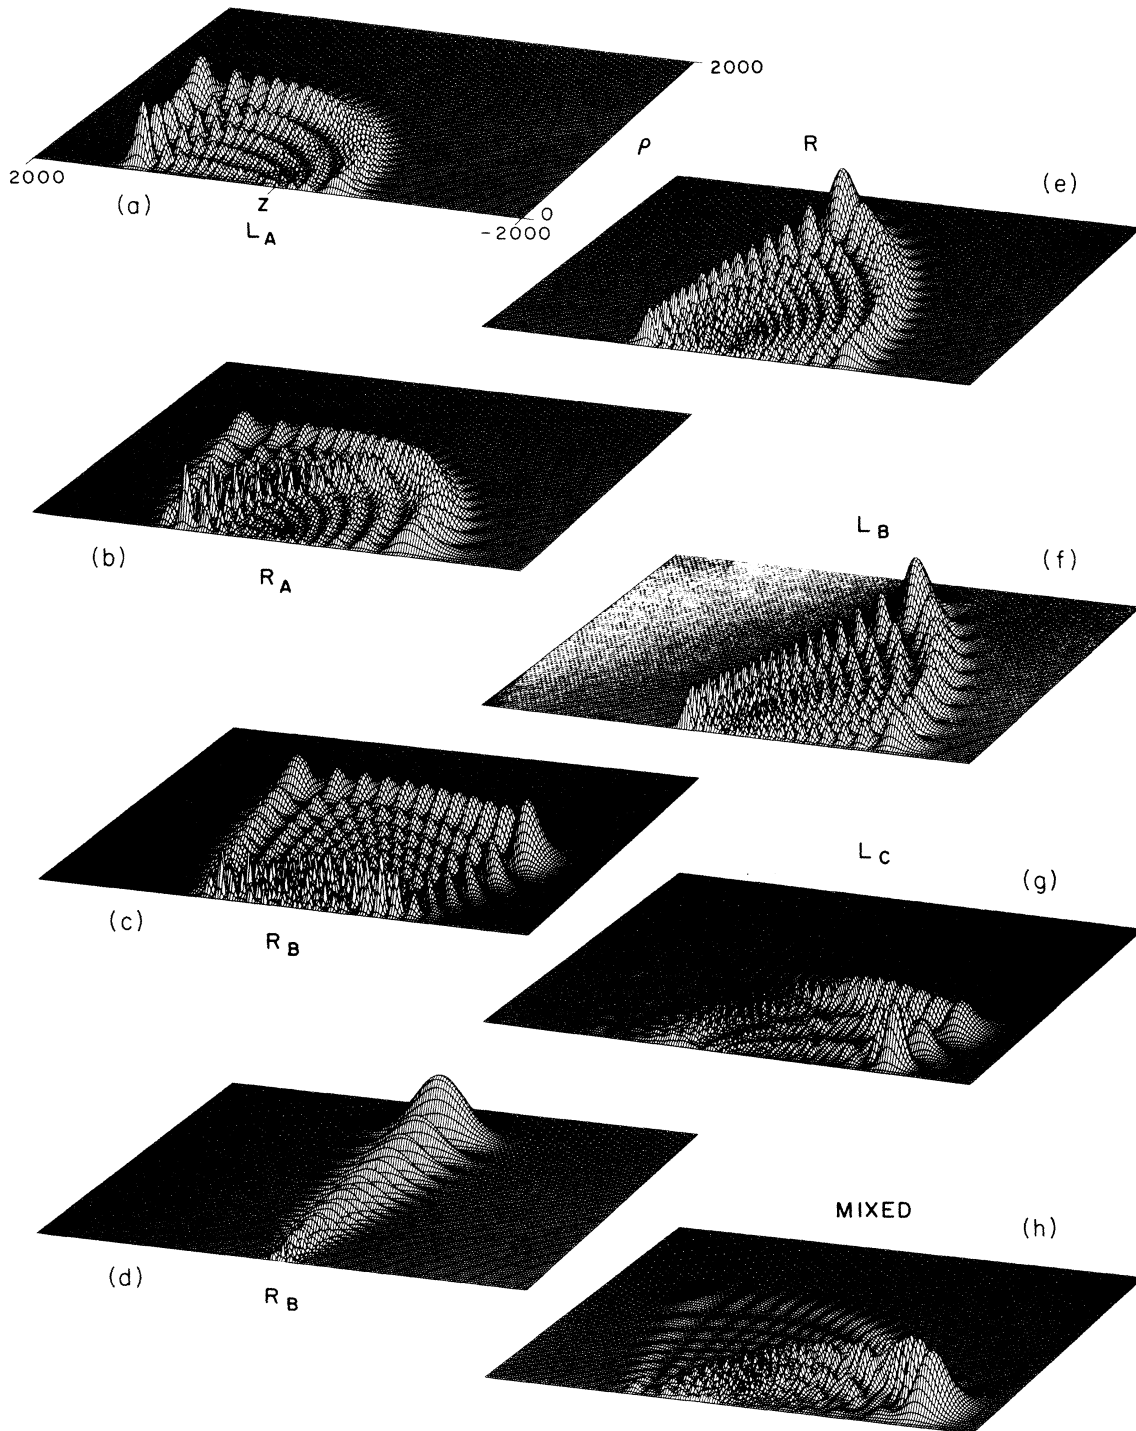 2000
ρ
R
(e)
2000
(a)
Z
0
-2000
L A
L B
(f)
(b)
R A
L C
(g)
(c)
R B
MIXED
(h)
(d)
R B